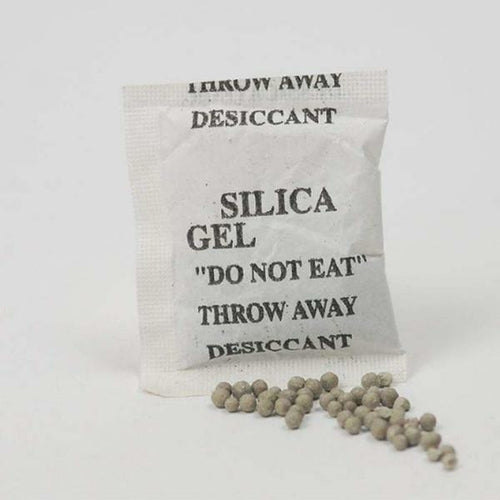 THROW AWAY
DESICCANT
SILICA
GEL
"DO NOT EAT"
THROW AWAY
DESICCANT